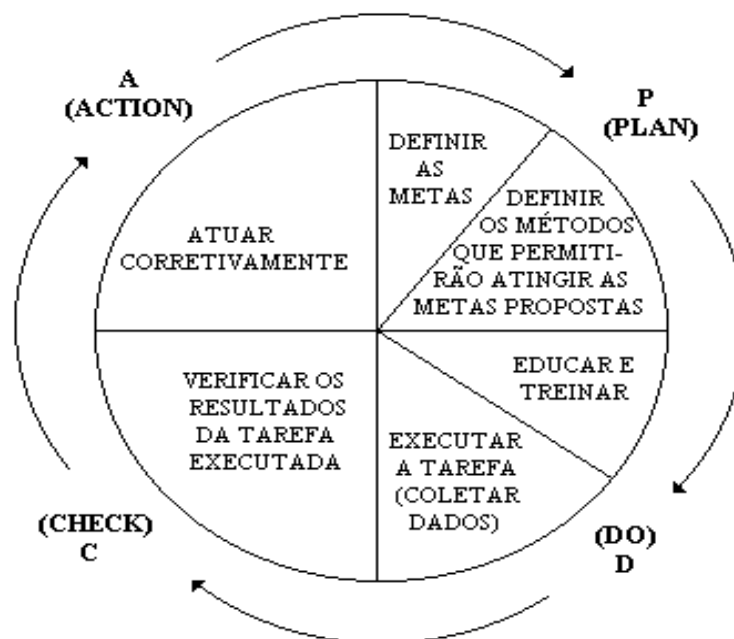 A
(ACTION)
P
(PLAN)
DEFINIR
AS
METAS
DEFINIR
OS MÉTODOS
QUE PERMITI-
RÃO ATINGIR AS
METAS PROPOSTAS
ATUAR
CORRETIVAMENTE
EDUCAR E
TREINAR
VERIFICAR OS
RESULTADOS
DA TAREFA
EXECUTADA
EXECUTAR
A TAREFA
(COLETAR
DADOS)
(CHECK)
C
(DO)
D